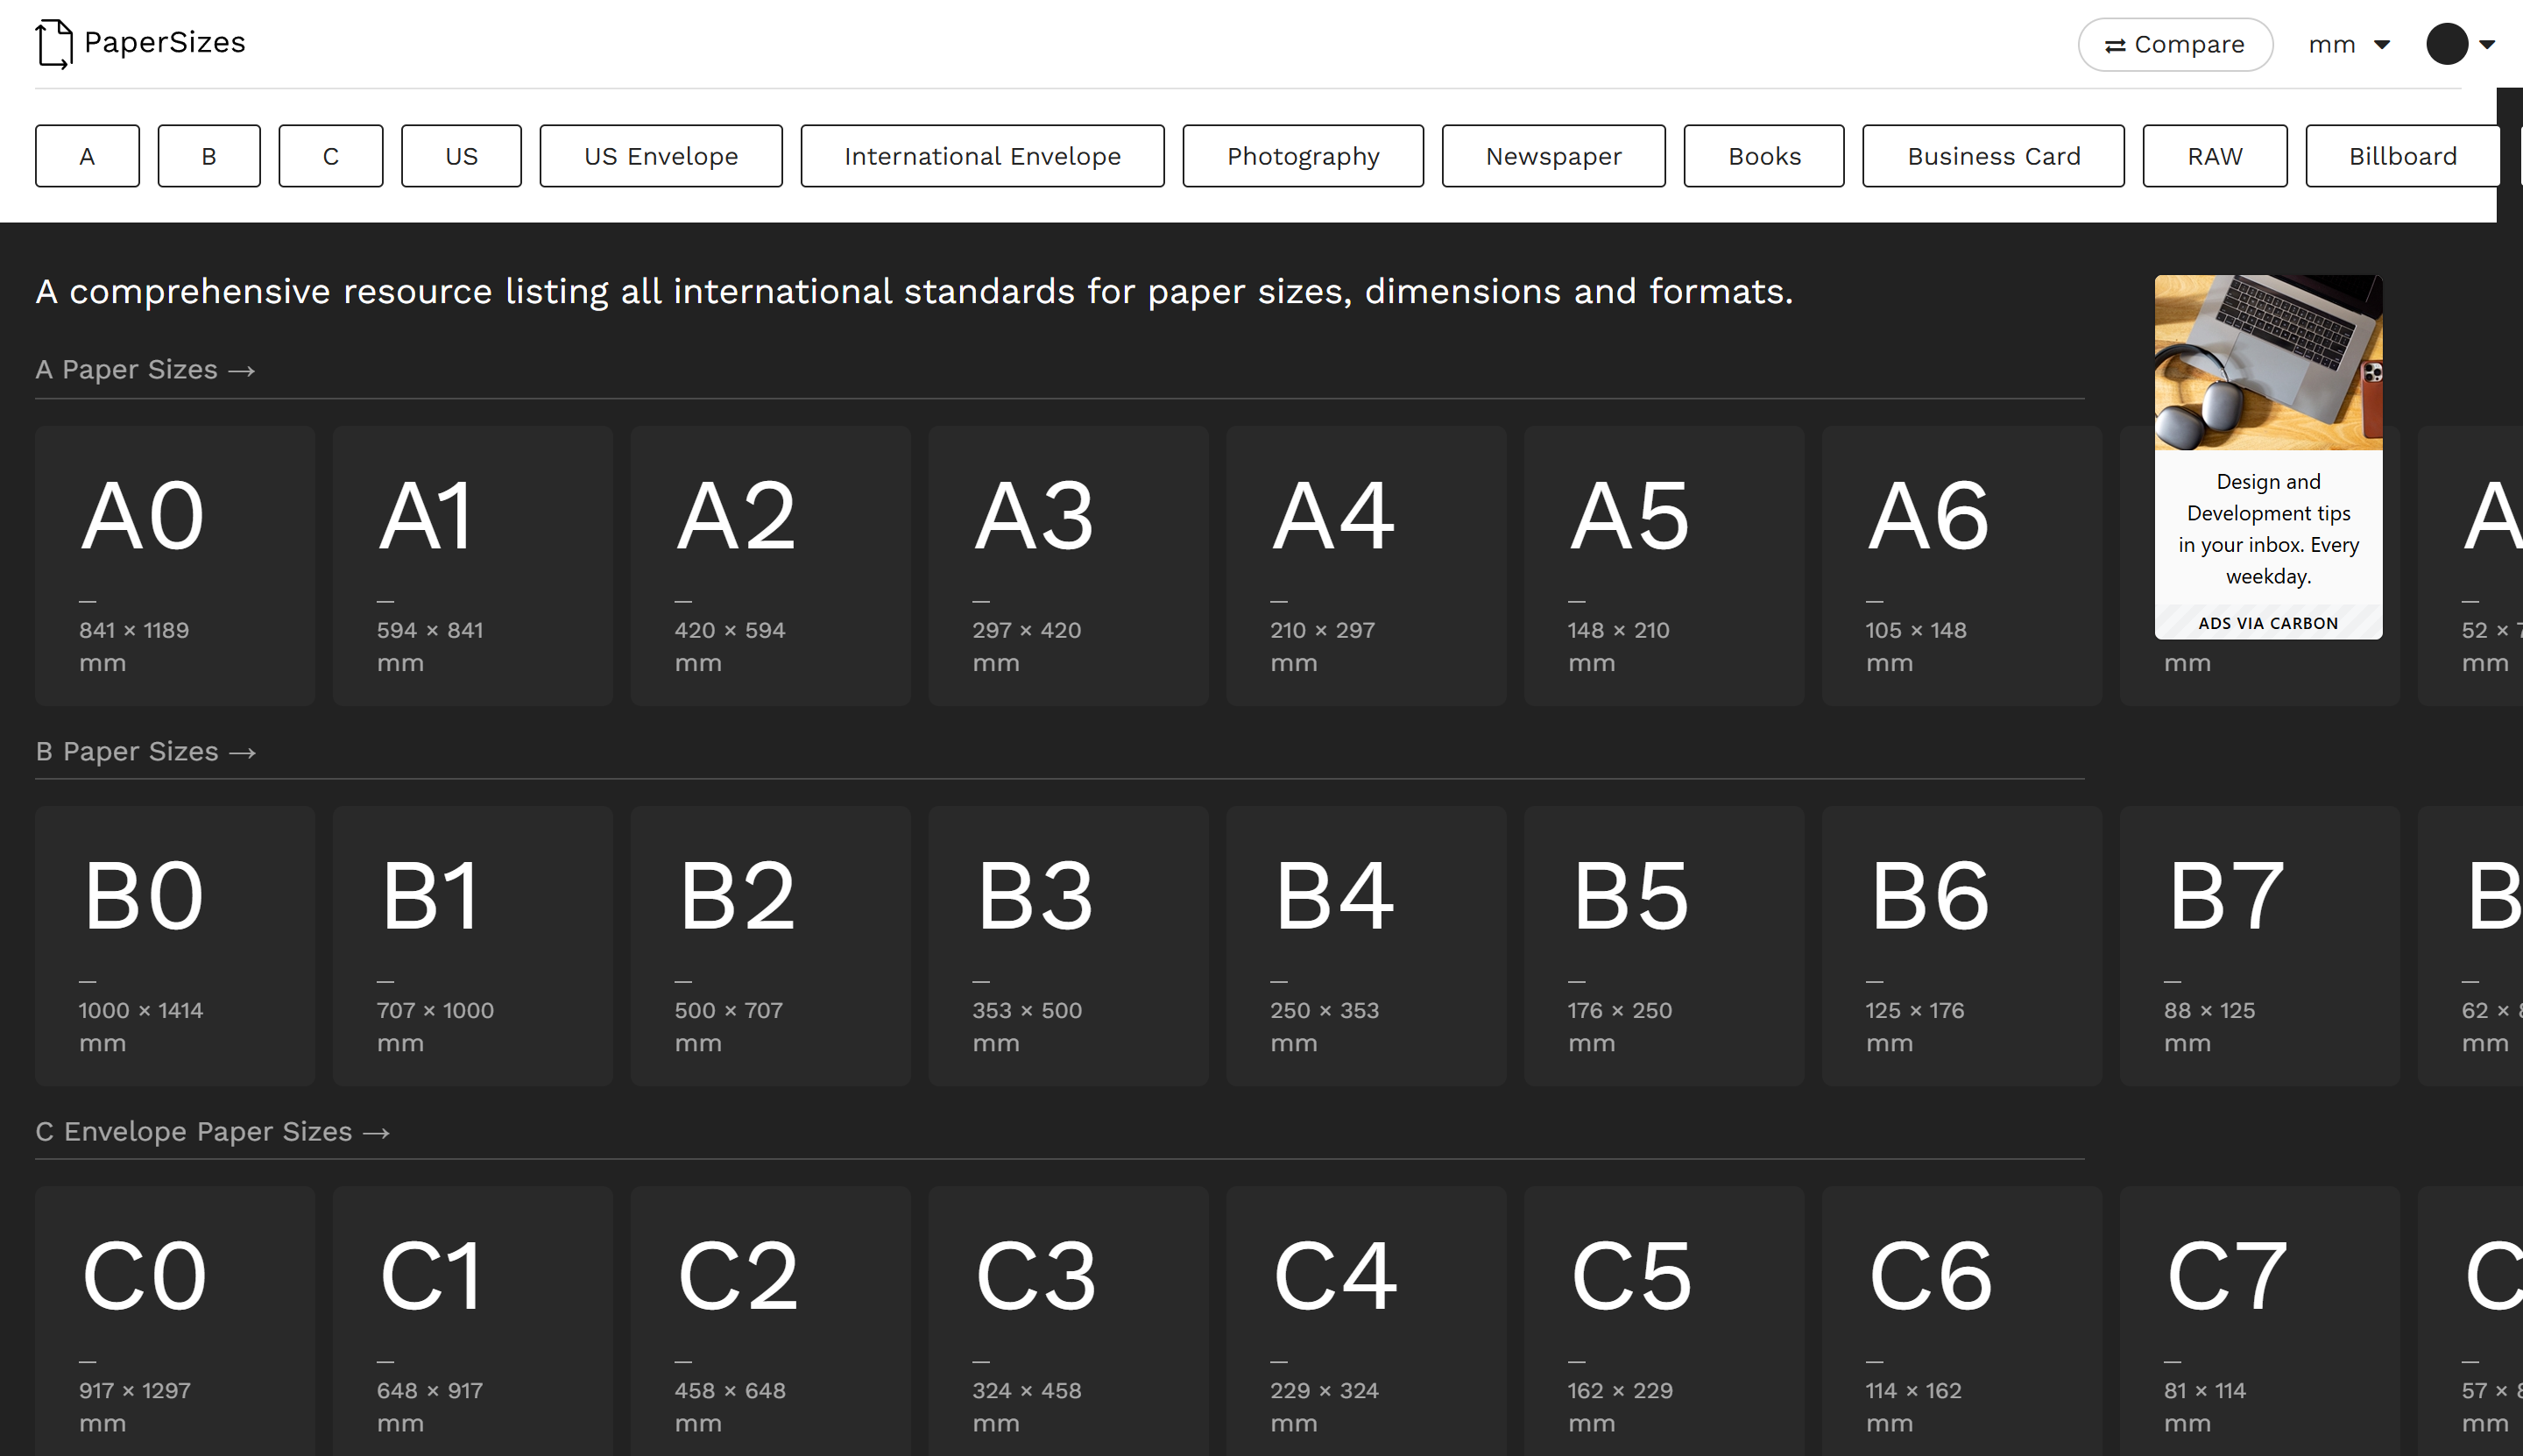 PaperSizes
Compare
mm
A
B
C
US
US Envelope
International Envelope
Photography
Newspaper
Books
Business Card
RAW
Billboard
A comprehensive resource listing all international standards for paper sizes, dimensions and formats.
A Paper Sizes →
A0
—
841 × 1189
mm
A1
—
594 × 841
mm
A2
—
420 × 594
mm
A3
—
297 × 420
mm
A4
—
210 × 297
mm
A5
—
148 × 210
mm
A6
—
105 × 148
mm
Design and
Development tips
in your inbox. Every
weekday.
ADS VIA CARBON
mm
A
—
52 ×
mm
B Paper Sizes →
B0
—
1000 × 1414
mm
B1
—
707 × 1000
mm
B2
—
500 × 707
mm
B3
—
353 × 500
mm
B4
—
250 × 353
mm
B5
—
176 × 250
mm
B6
—
125 × 176
mm
B7
—
88 × 125
mm
B
—
62 ×
mm
C Envelope Paper Sizes →
C0
—
917 × 1297
mm
C1
—
648 × 917
mm
C2
—
458 × 648
mm
C3
—
324 × 458
mm
C4
—
229 × 324
mm
C5
—
162 × 229
mm
C6
—
114 × 162
mm
C7
—
81 × 114
mm
C
—
57 ×
mm